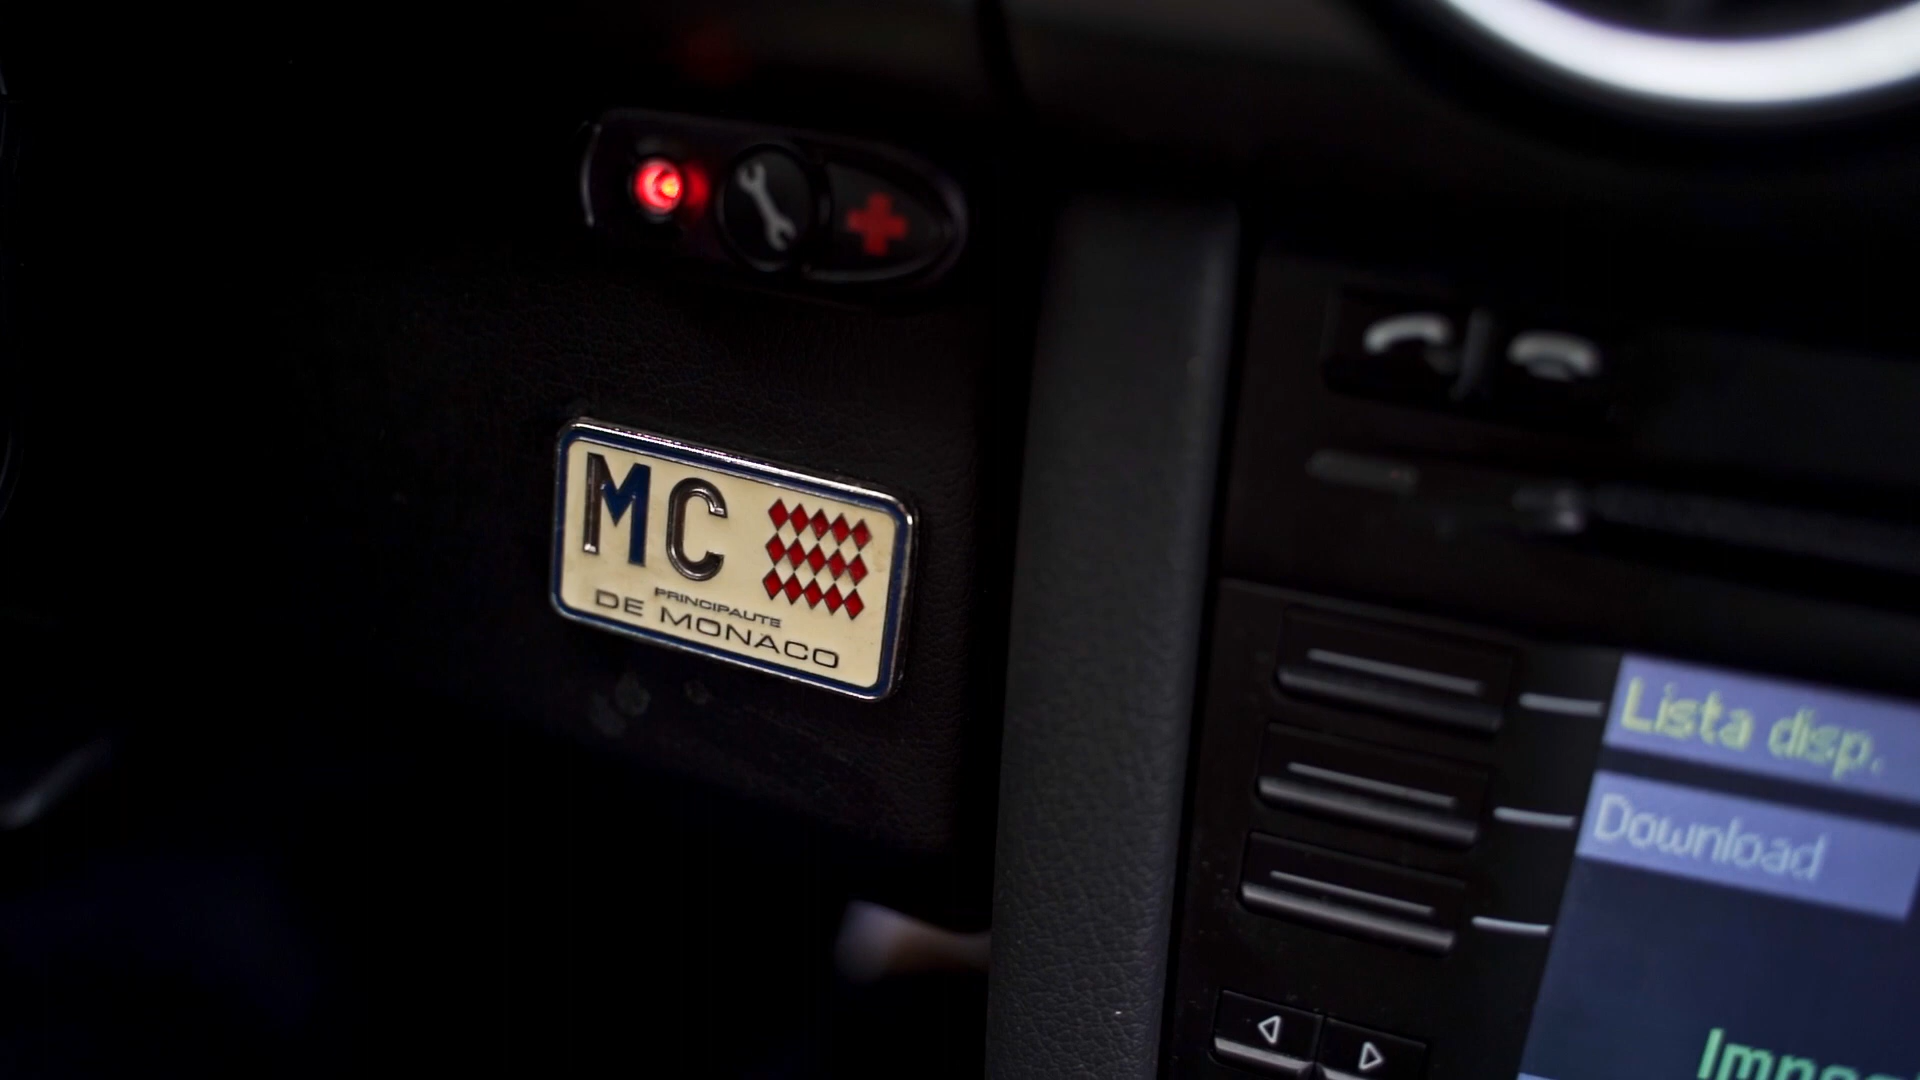 MC
PRINCIPAUTE
DE MONACO
Lista disp.
Download